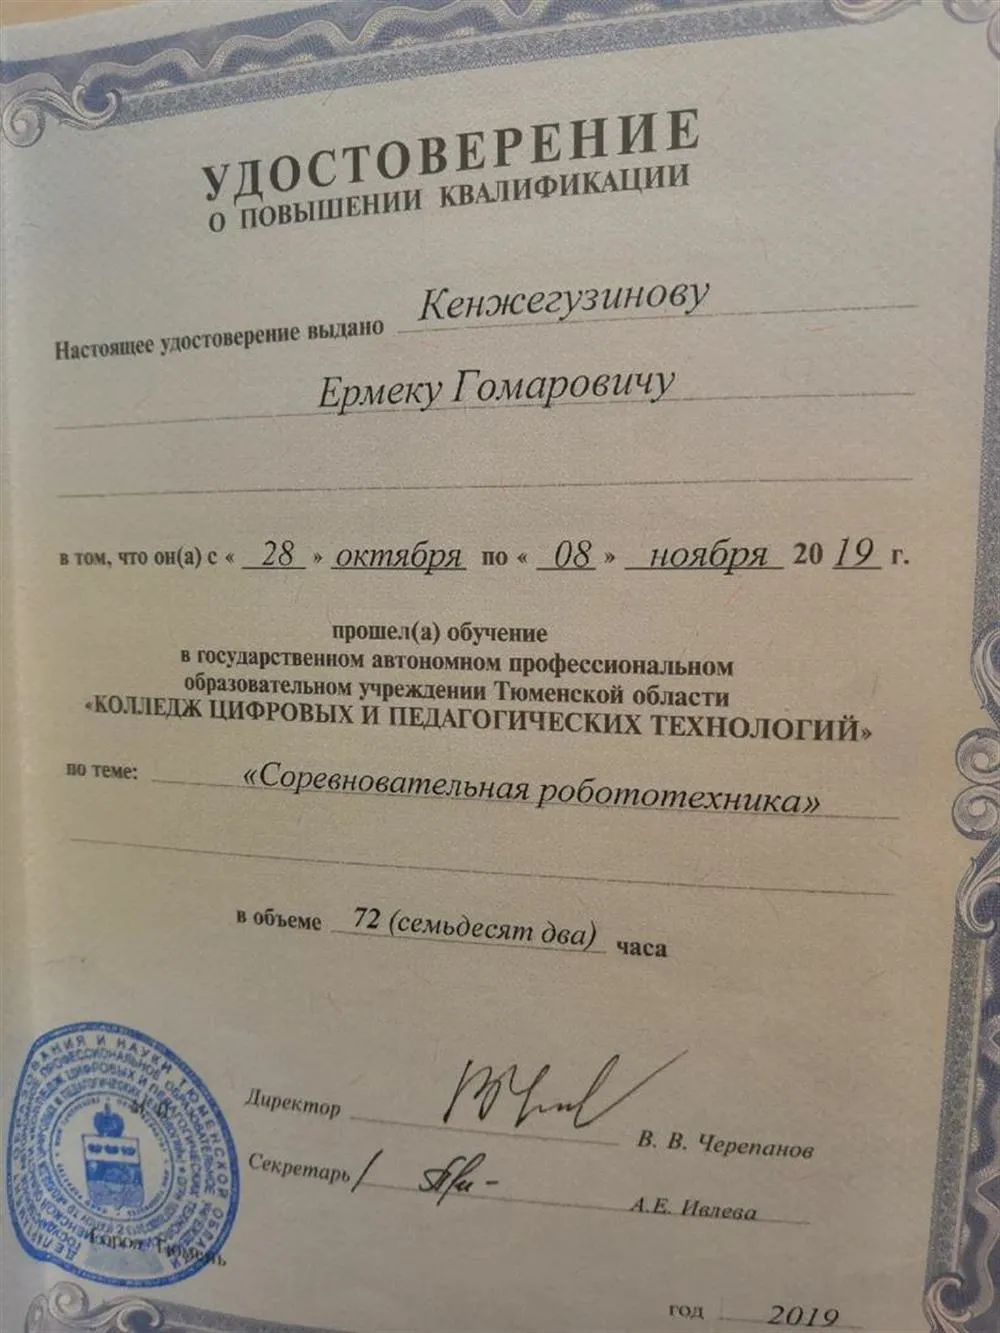 УДОСТОВЕРЕНИЕ
О ПОВЫШЕНИИ КВАЛИФИКАЦИИ
Настоящее удостоверение выдано Кенжегузинову
Ермеку Гомаровичу
в том, что он(а) с « 28 » октября по « 08 » ноября 20 19 г.
прошел(а) обучение
в государственном автономном профессиональном
образовательном учреждении Тюменской области
«КОЛЛЕДЖ ЦИФРОВЫХ И ПЕДАГОГИЧЕСКИХ ТЕХНОЛОГИЙ»
по теме: «Соревновательная робототехника»
в объеме 72 (семьдесят два) часа
Директор В. В. Черепанов
Секретарь А.Е. Ивлева
город Тюмень
год 2019